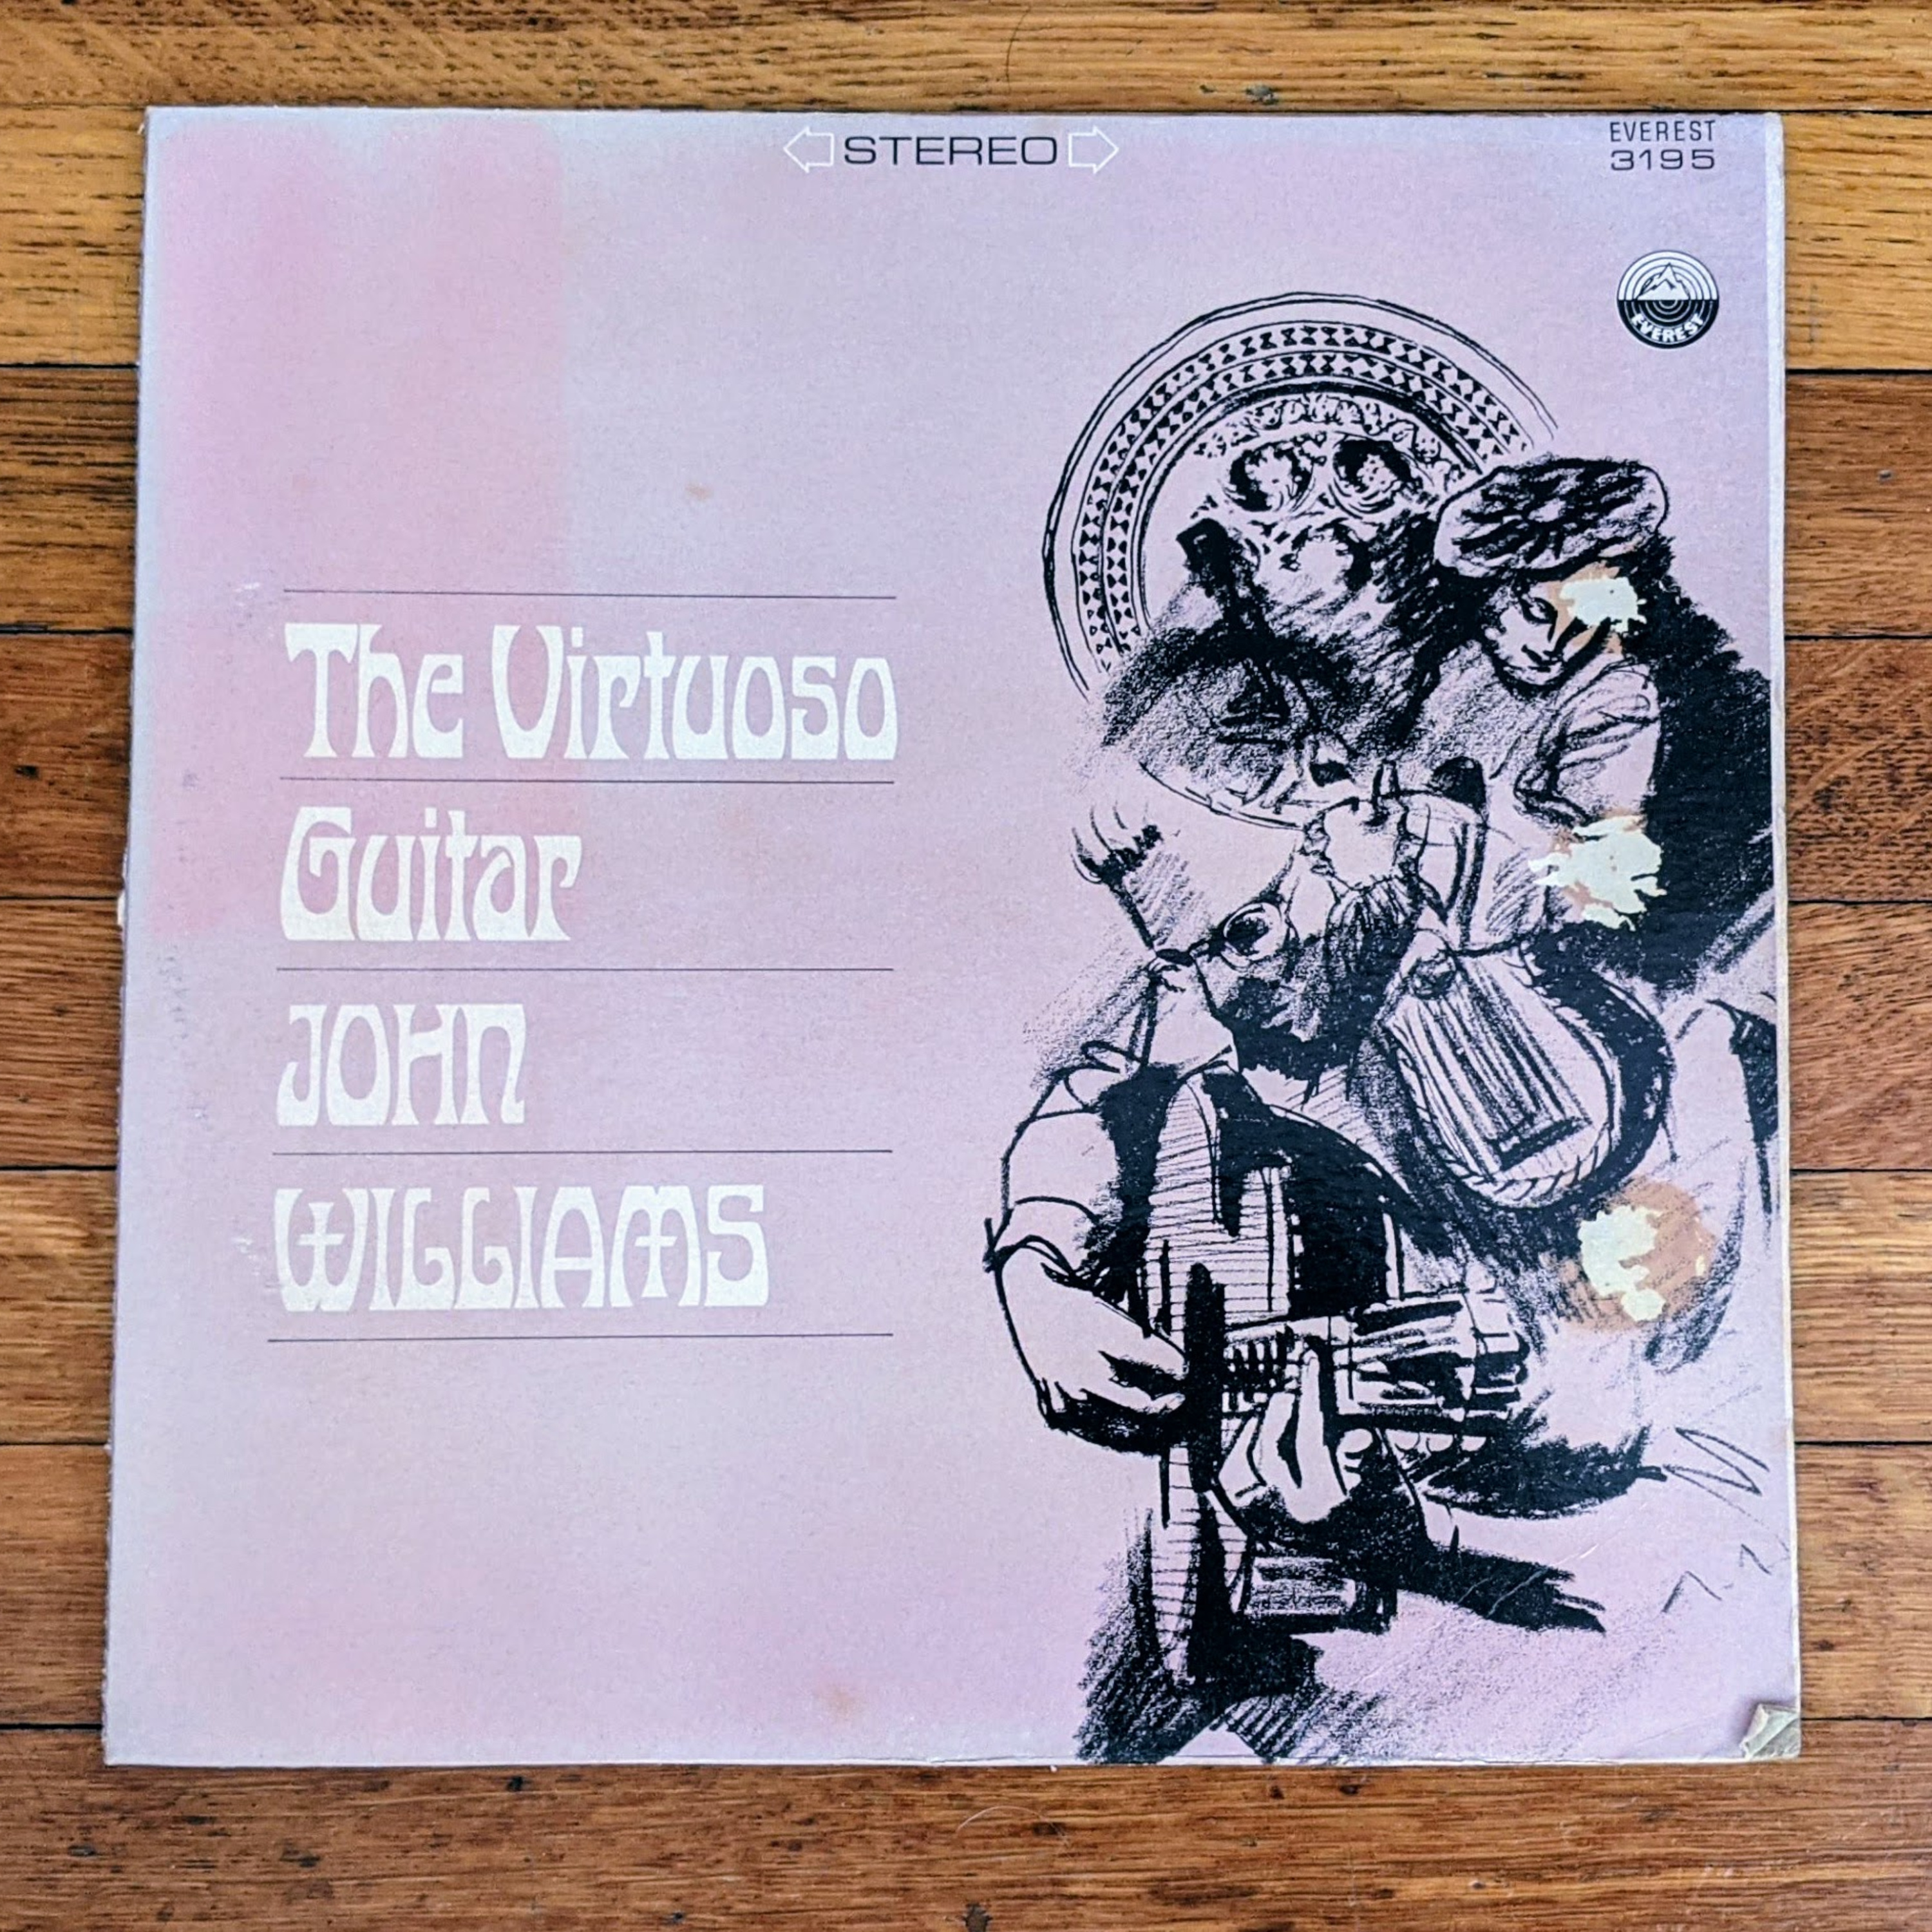 STEREO
EVEREST
3195
EVEREST
The Virtuoso
Guitar
JOHN
WILLIAMS